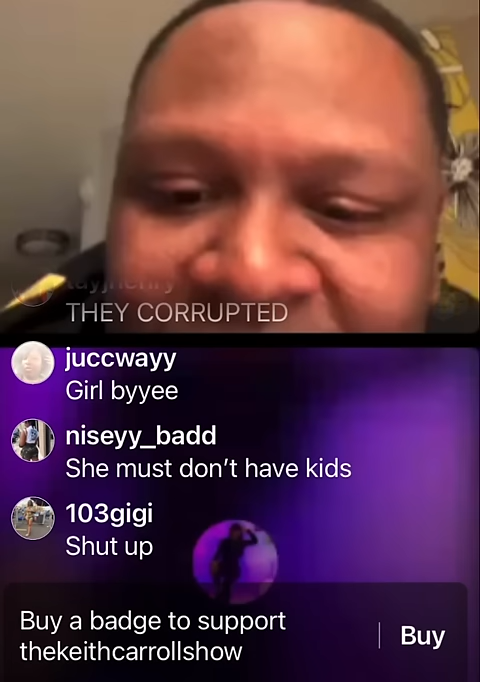 THEY CORRUPTED
juccwayy
Girl byyee
niseyy_badd
She must don't have kids
103gigi
Shut up
Buy a badge to support
thekeithcarrollshow
Buy